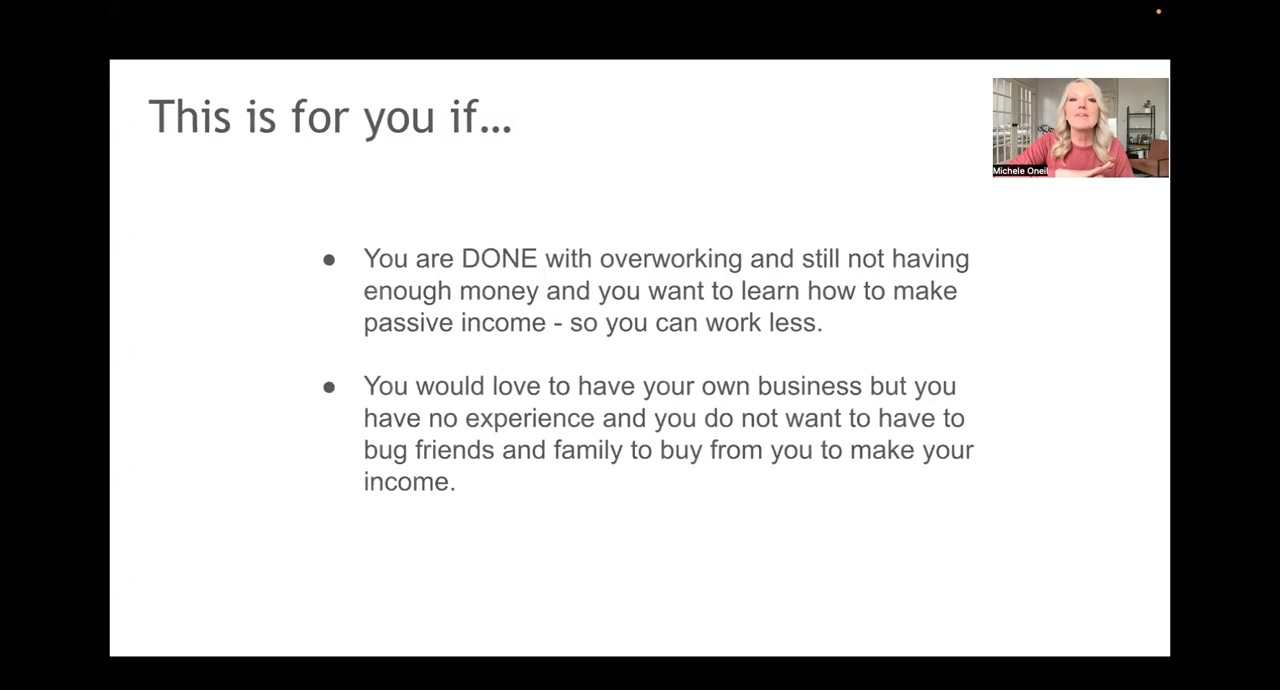 This is for you if...
Michele Oneil
● You are DONE with overworking and still not having
enough money and you want to learn how to make
passive income - so you can work less.
● You would love to have your own business but you
have no experience and you do not want to have to
bug friends and family to buy from you to make your
income.